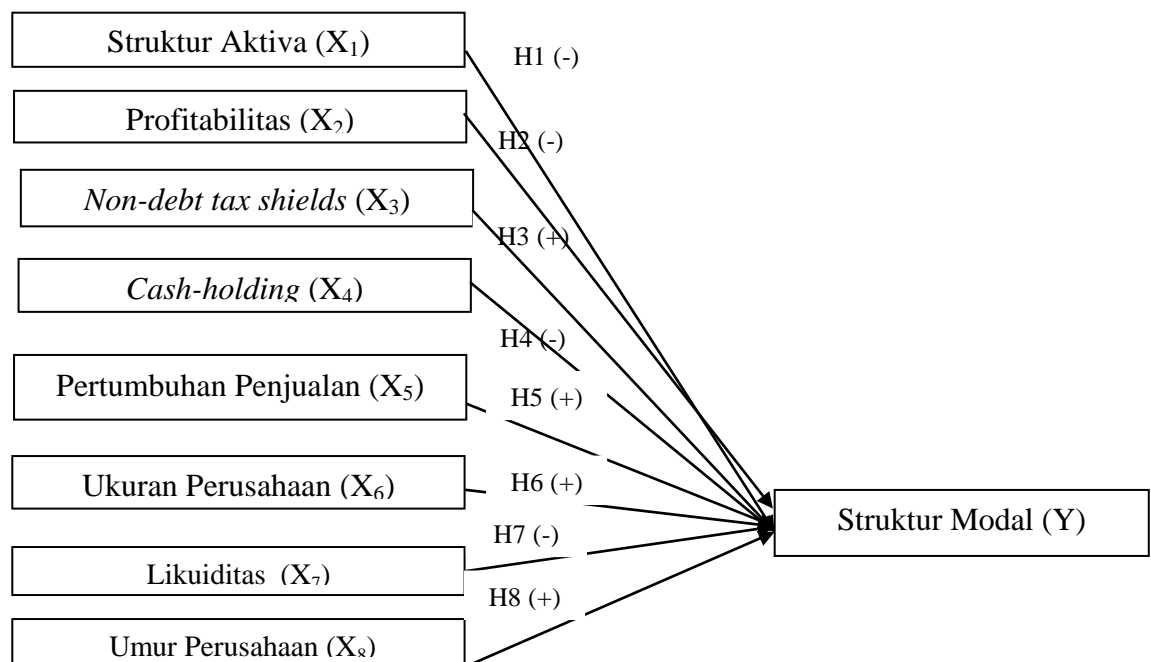 Struktur Aktiva (X₁)
H1 (-)
Profitabilitas (X₂)
H2 (-)
Non-debt tax shields (X₃)
H3 (+)
Cash-holding (X₄)
H4 (-)
Pertumbuhan Penjualan (X₅)
H5 (+)
Ukuran Perusahaan (X₆)
H6 (+)
Struktur Modal (Y)
H7 (-)
Likuiditas (X₇)
H8 (+)
Umur Perusahaan (X₈)